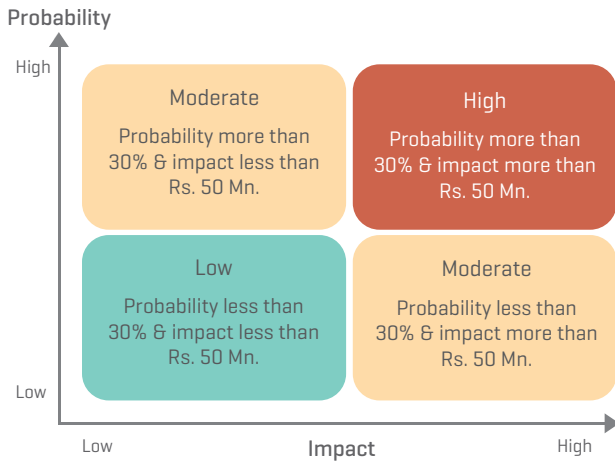 Probability
High
Moderate
Probability more than
30% & impact less than
Rs. 50 Mn.
High
Probability more than
30% & impact more than
Rs. 50 Mn.
Low
Probability less than
30% & impact less than
Rs. 50 Mn.
Moderate
Probability less than
30% & impact more than
Rs. 50 Mn.
Low
Low
Impact
High